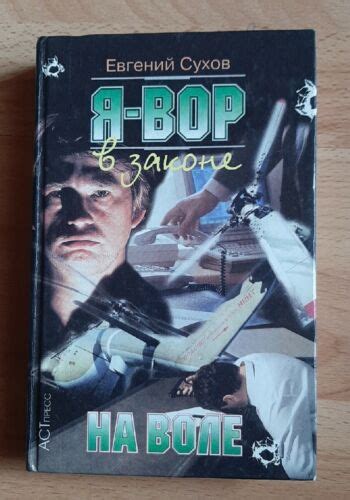 Евгений Сухов
Я-ВОР
в законе
НА ВОЛЕ
АСТ ПРЕСС